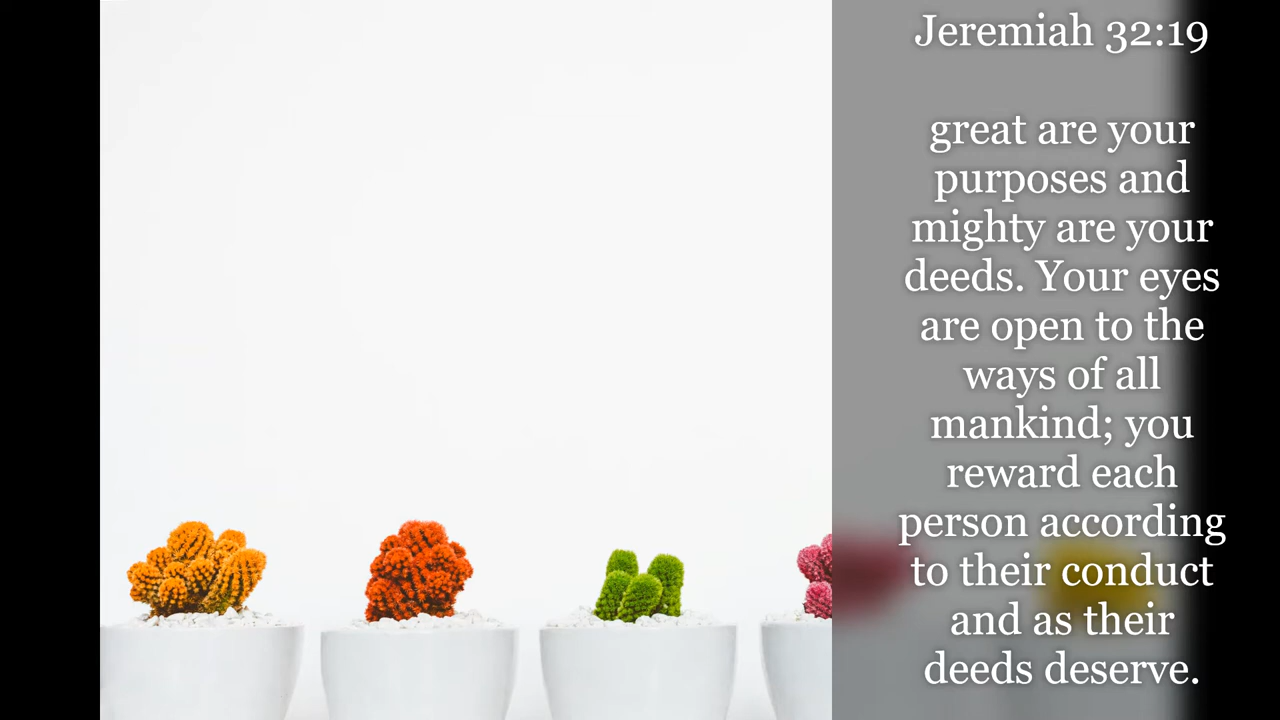 Jeremiah 32:19
great are your
purposes and
mighty are your
deeds. Your eyes
are open to the
ways of all
mankind; you
reward each
person according
to their conduct
and as their
deeds deserve.